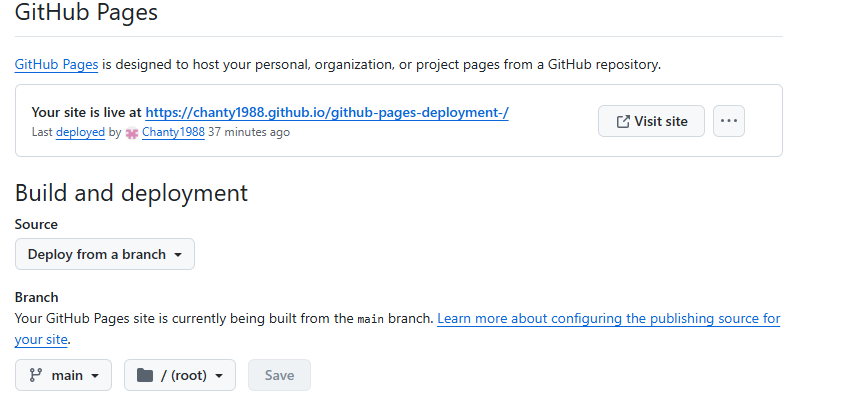 GitHub Pages
GitHub Pages is designed to host your personal, organization, or project pages from a GitHub repository.
Your site is live at https://chanty1988.github.io/github-pages-deployment-/
Last deployed by Chanty1988 37 minutes ago
Visit site
Build and deployment
Source
Deploy from a branch
Branch
Your GitHub Pages site is currently being built from the main branch. Learn more about configuring the publishing source for
your site.
main / (root) Save